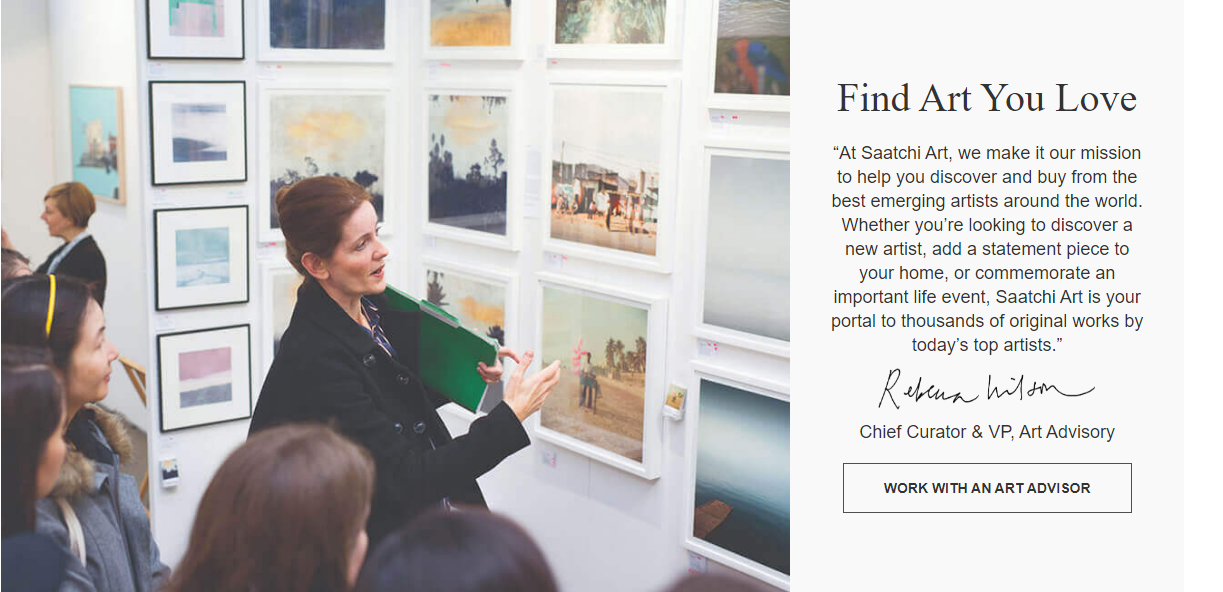 Find Art You Love
“At Saatchi Art, we make it our mission
to help you discover and buy from the
best emerging artists around the world.
Whether you’re looking to discover a
new artist, add a statement piece to
your home, or commemorate an
important life event, Saatchi Art is your
portal to thousands of original works by
today’s top artists.”
Rebecca Wilson
Chief Curator & VP, Art Advisory
WORK WITH AN ART ADVISOR